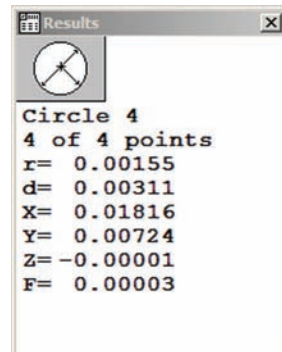 Results
Circle 4
4 of 4 points
r= 0.00155
d= 0.00311
X= 0.01816
Y= 0.00724
Z= -0.00001
F= 0.00003